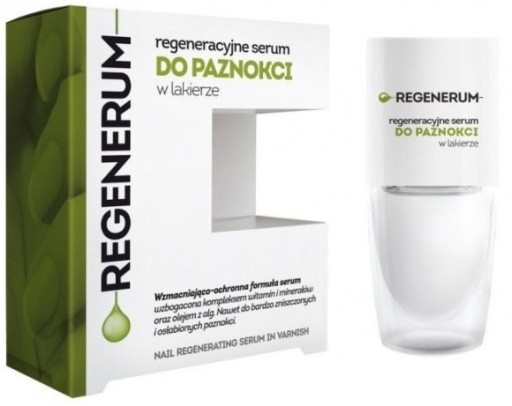 REGENERUM
regeneracyjne serum
DO PAZNOKCI
w lakierze
Wzmacniająco-ochronna formuła serum
wzbogacona kompleksem witamin i minerałów
oraz olejem z alg. Nawet do bardzo zniszczonych
i osłabionych paznokci.
NAIL REGENERATING SERUM IN VARNISH
REGENERUM
regeneracyjne serum
DO PAZNOKCI
w lakierze